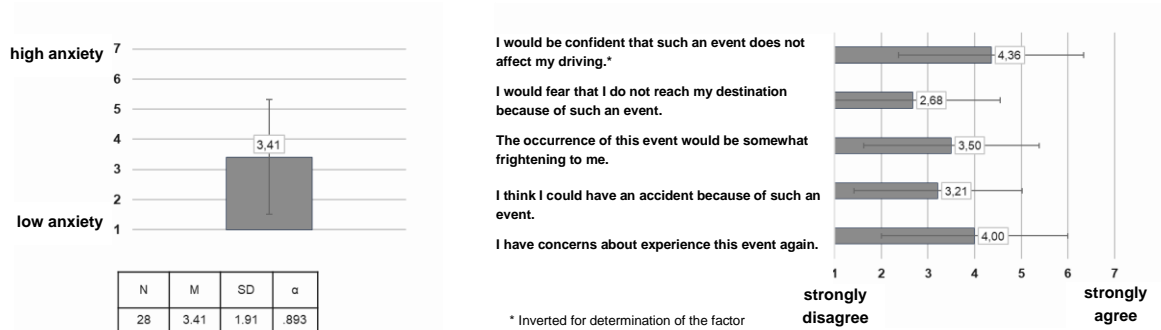 high anxiety 7
6
5
4
3,41
3
2
low anxiety 1
N M SD α
28 3.41 1.91 .893
I would be confident that such an event does not
affect my driving.*
4,36
I would fear that I do not reach my destination
because of such an event.
2,68
The occurrence of this event would be somewhat
frightening to me.
3,50
I think I could have an accident because of such an
event.
3,21
I have concerns about experience this event again.
4,00
1 2 3 4 5 6 7
strongly
disagree
strongly
agree
* Inverted for determination of the factor